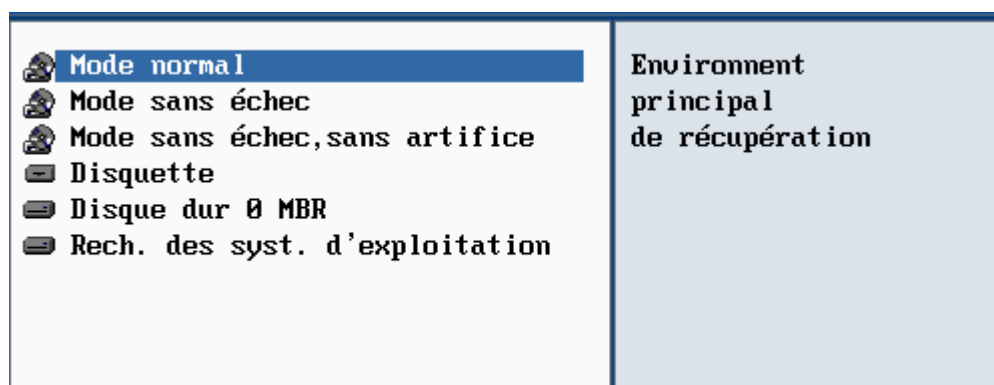 Mode normal
Mode sans échec
Mode sans échec,sans artifice
Disquette
Disque dur 0 MBR
Rech. des syst. d'exploitation
Environnent
principal
de récupération